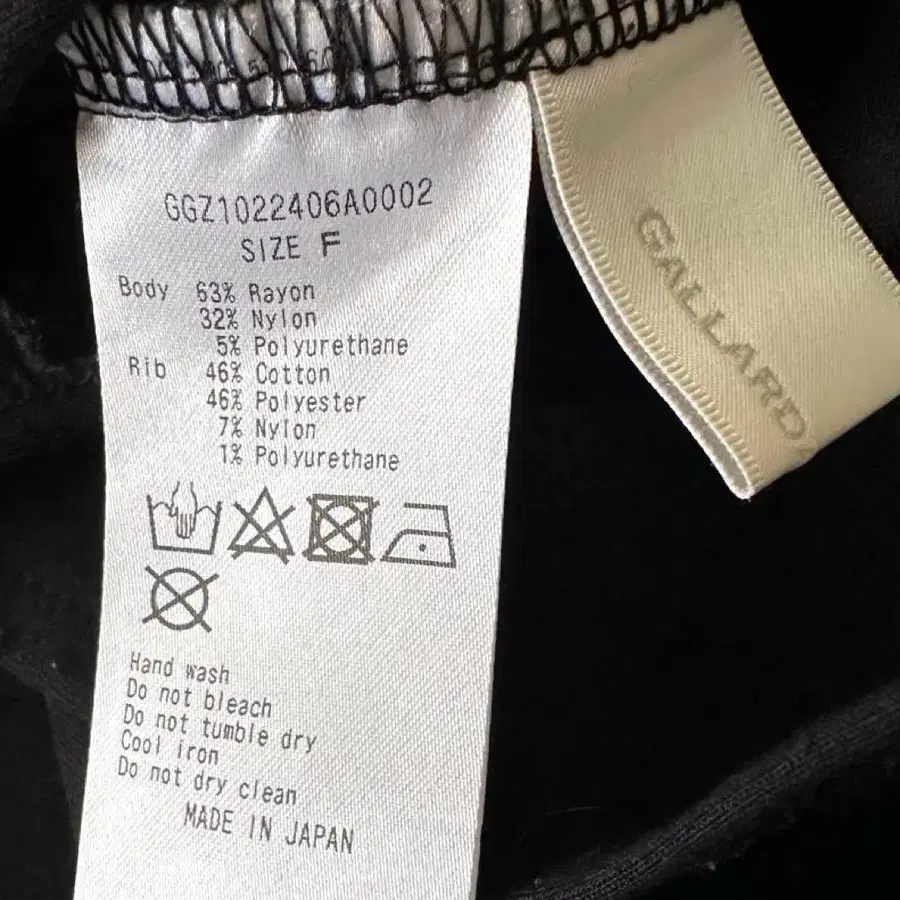 GGZ1022406A0002
SIZE F
Body 63% Rayon
32% Nylon
5% Polyurethane
Rib 46% Cotton
46% Polyester
7% Nylon
1% Polyurethane
Hand wash
Do not bleach
Do not tumble dry
Cool iron
Do not dry clean
MADE IN JAPAN
GALLARD